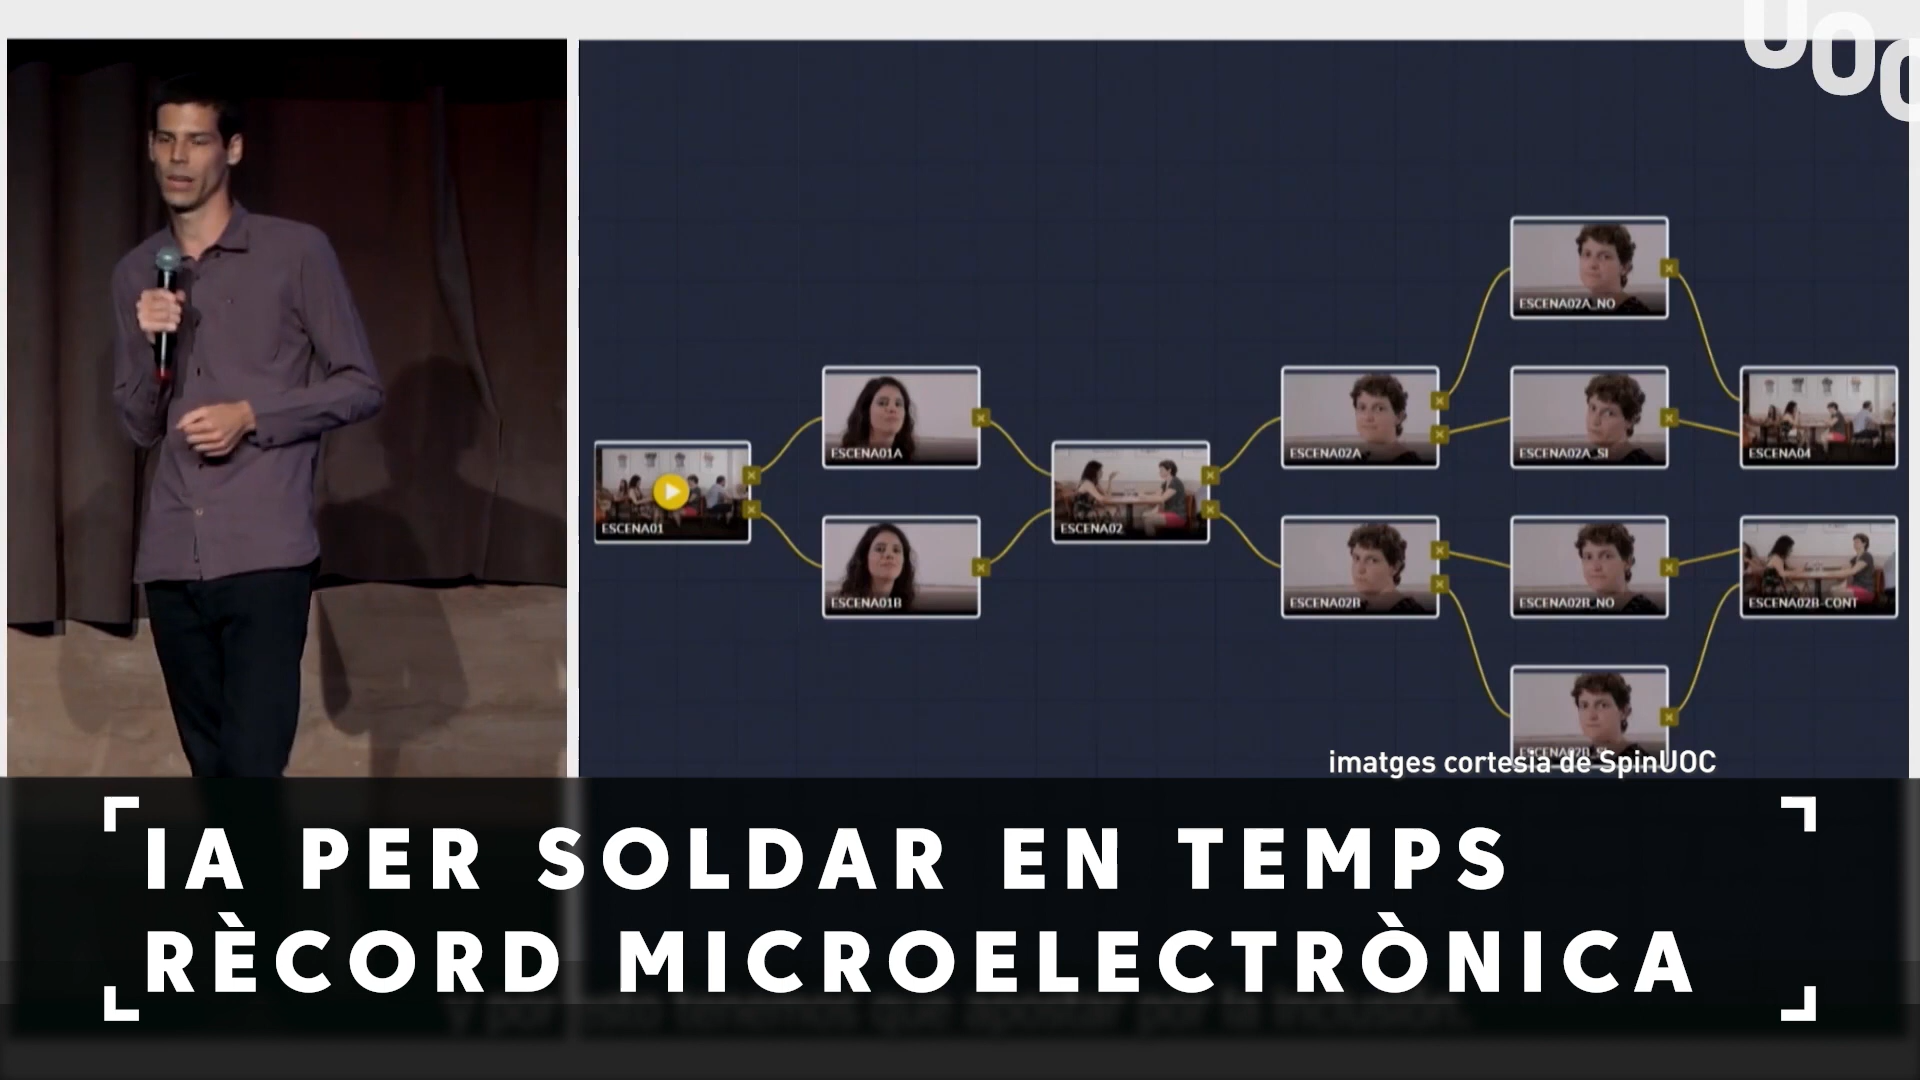 UOC
ESCENA02A_NO
ESCENA01A
ESCENA02A
ESCENA02A_SI
ESCENA04
ESCENA01
ESCENA02
ESCENA01B
ESCENA02B
ESCENA02B_NO
ESCENA02B-CONT
ESCENA02B_SI
imatges cortesia de SpinUOC
IA PER SOLDAR EN TEMPS
RÈCORD MICROELECTRÒNICA